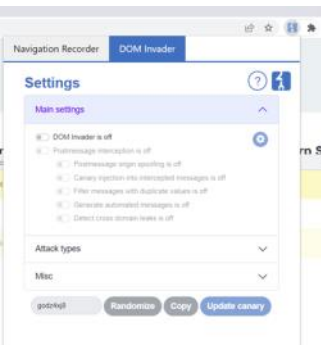 Navigation Recorder
DOM Invader
Settings
Main settings
DOM Invader is off
Postmessage interception is off
Postmessage origin spoofing is off
Canary injection into intercepted messages is off
Filter messages with duplicate values is off
Generate automated messages is off
Detect cross domain leaks is off
Attack types
Misc
Randomize
Copy
Update canary